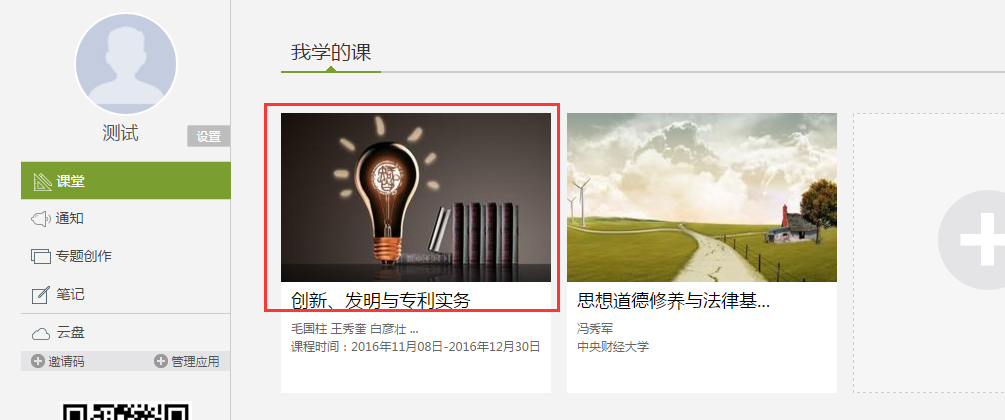 测试
设置
课堂
通知
专题创作
笔记
云盘
邀请码
管理应用
我学的课
创新、发明与专利实务
毛国柱 王秀奎 白彦壮 ...
课程时间：2016年11月08日-2016年12月30日
思想道德修养与法律基...
冯秀军
中央财经大学